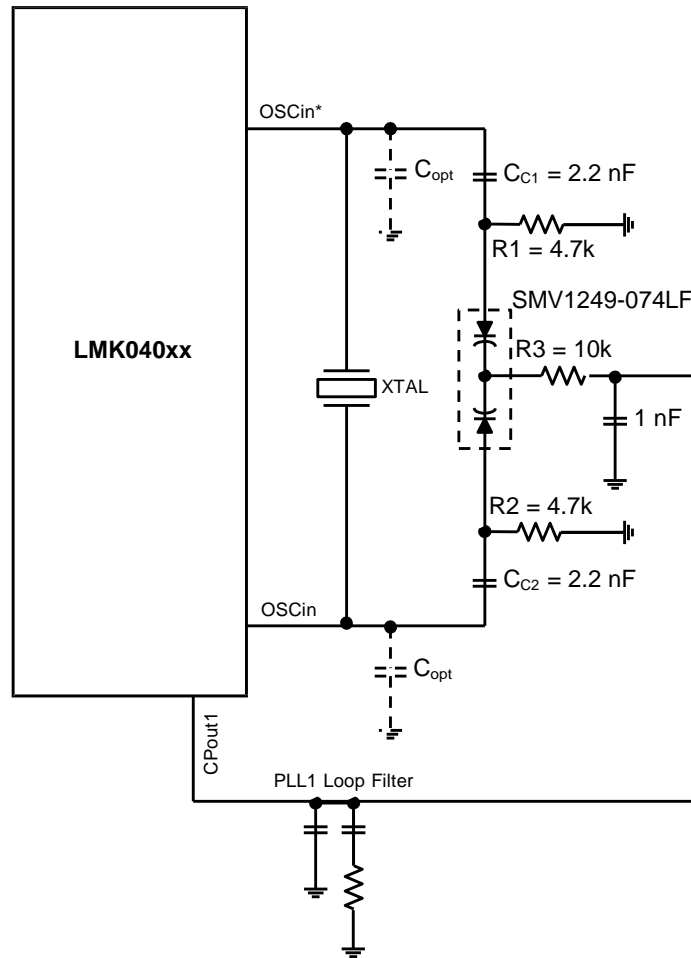 OSCin*
C_opt
C_C1 = 2.2 nF
R1 = 4.7k
SMV1249-074LF
LMK040xx
R3 = 10k
XTAL
1 nF
R2 = 4.7k
C_C2 = 2.2 nF
OSCin
C_opt
CPout1
PLL1 Loop Filter